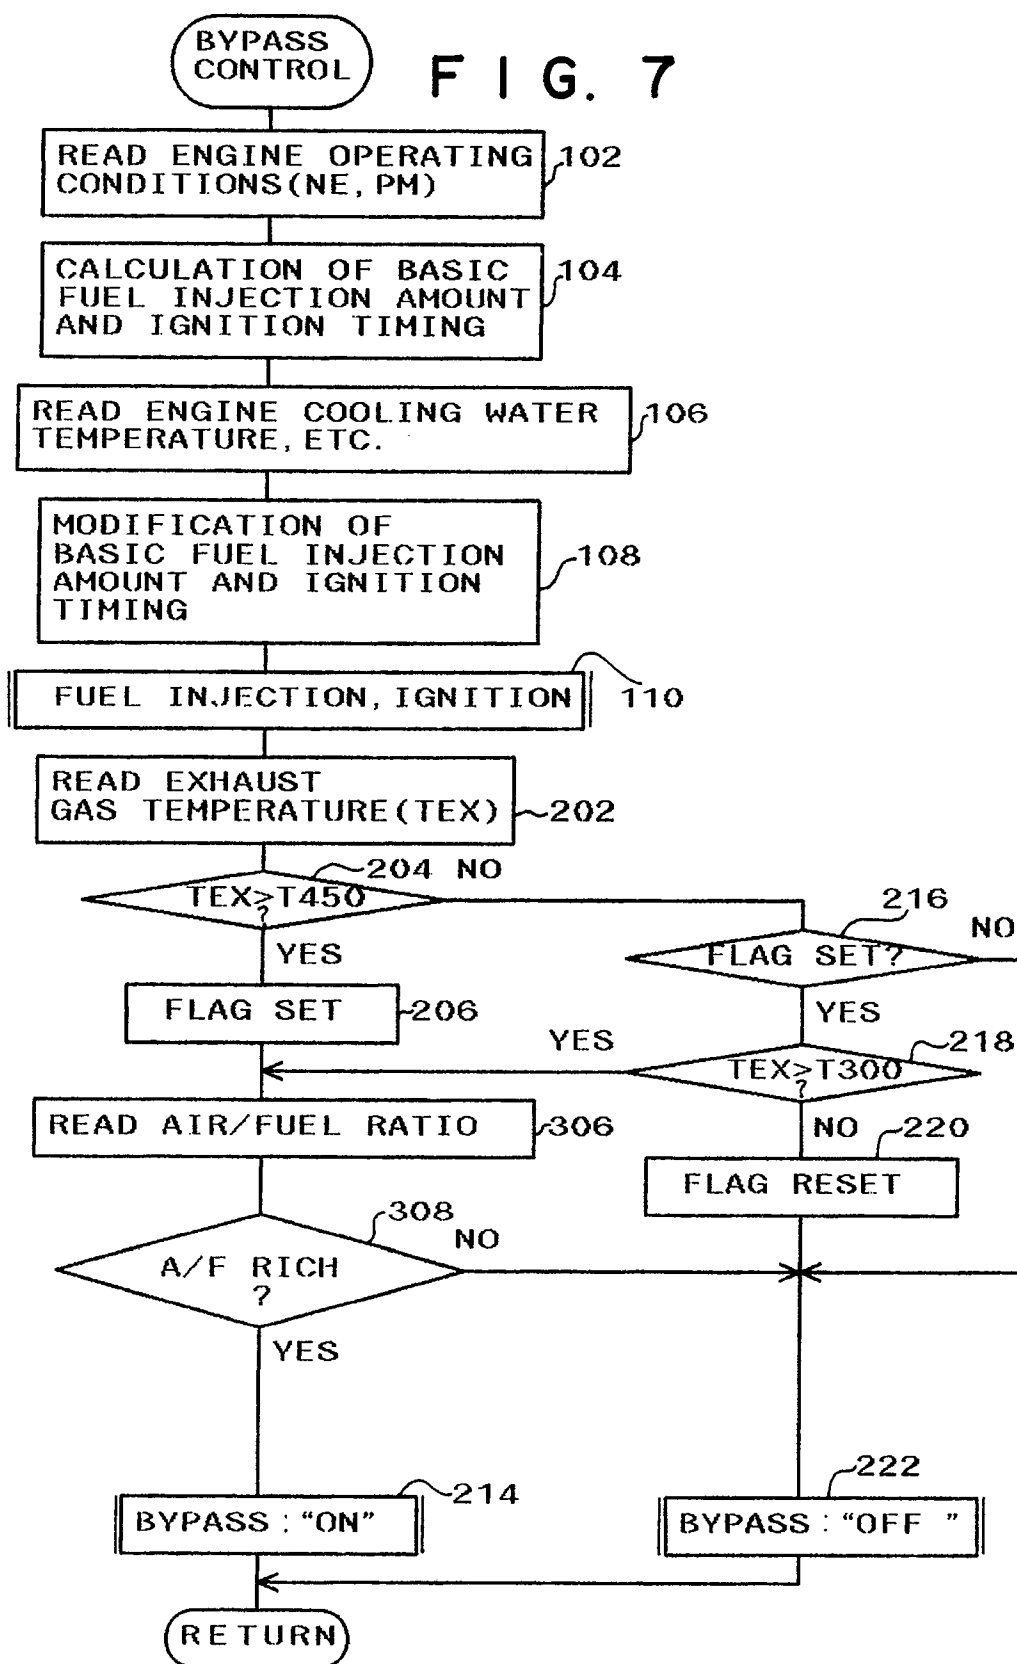 BYPASS
CONTROL
FIG. 7
READ ENGINE OPERATING
CONDITIONS(NE, PM)
102
CALCULATION OF BASIC
FUEL INJECTION AMOUNT
AND IGNITION TIMING
104
READ ENGINE COOLING WATER
TEMPERATURE, ETC.
106
MODIFICATION OF
BASIC FUEL INJECTION
AMOUNT AND IGNITION
TIMING
108
FUEL INJECTION, IGNITION
110
READ EXHAUST
GAS TEMPERATURE(TEX)
202
204
NO
TEX≥T450
?
YES
216
NO
FLAG SET?
FLAG SET
206
YES
YES
218
TEX≥T300
?
READ AIR/FUEL RATIO
306
NO
220
FLAG RESET
308
NO
A/F RICH
?
YES
214
BYPASS : “ON”
222
BYPASS : “OFF ”
RETURN